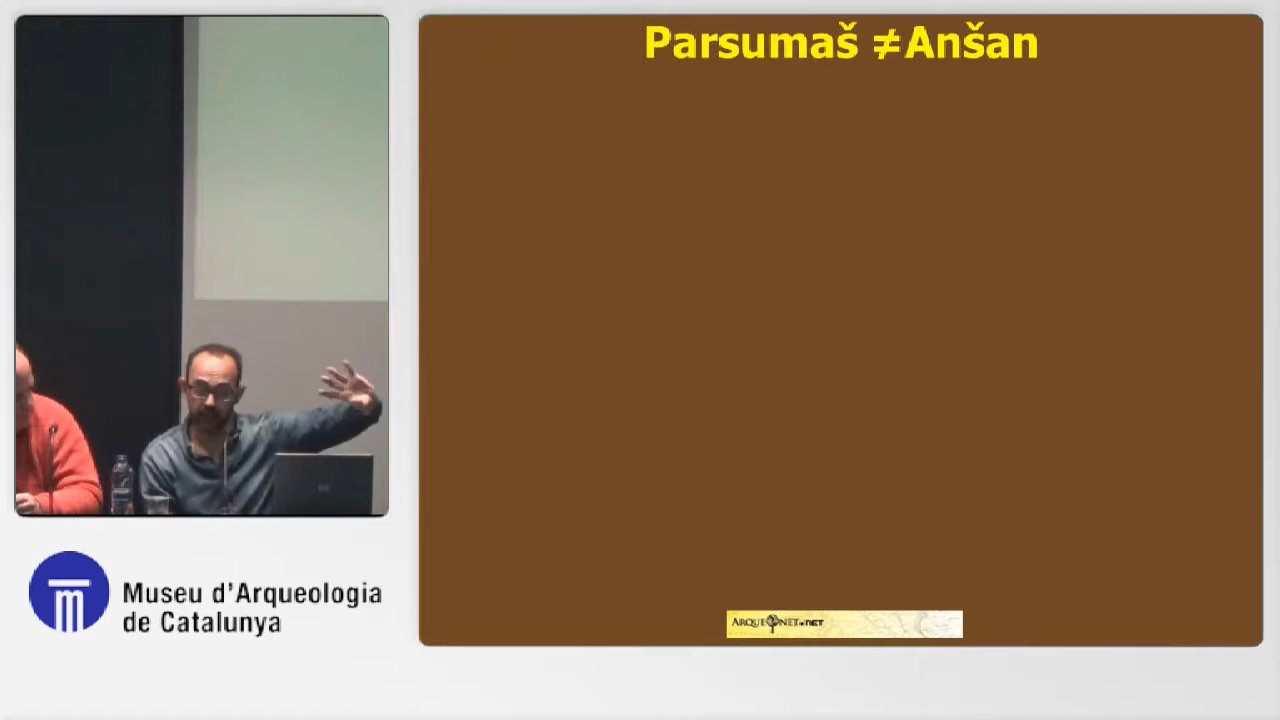 Parsumaš ≠Anšan
Museu d'Arqueologia
de Catalunya
ARQUEONET.NET